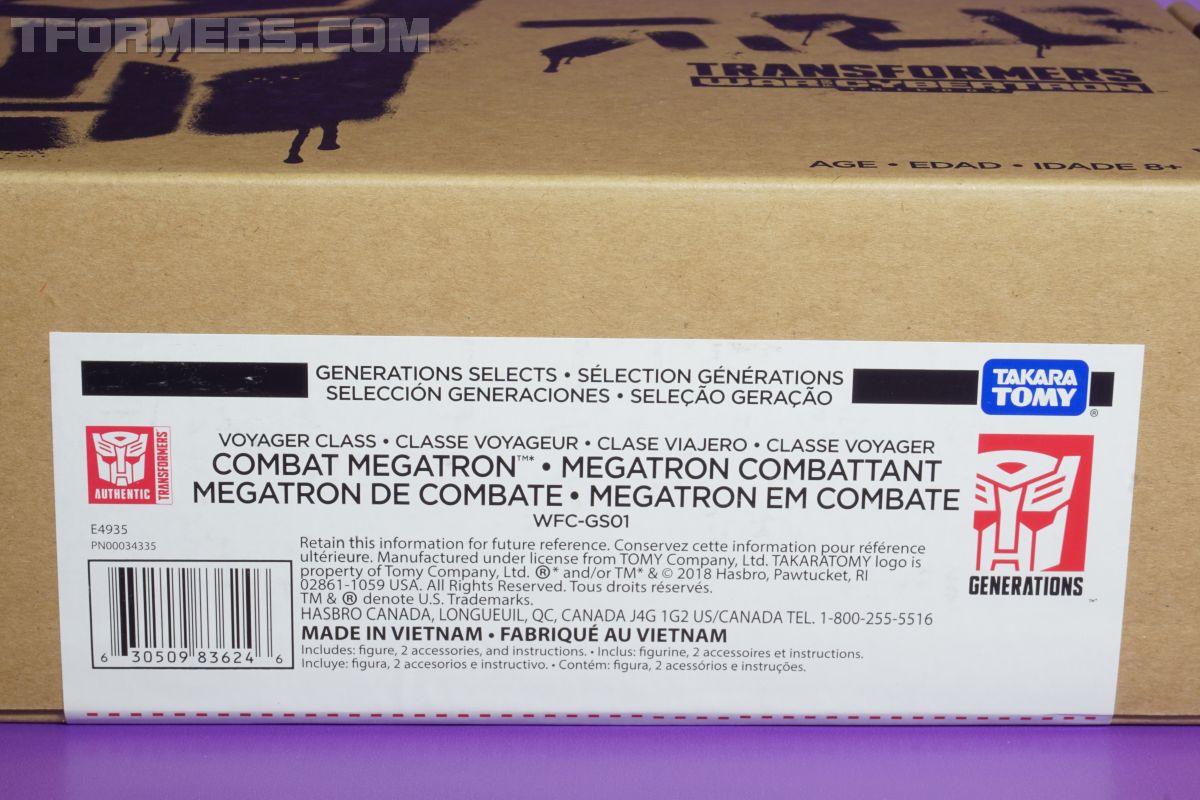 TFORMERS.COM
TRANSFORMERS
WAR FOR CYBERTRON
AGE • EDAD • IDADE 8+
GENERATIONS SELECTS • SÉLECTION GÉNÉRATIONS
SELECCIÓN GENERACIONES • SELEÇÃO GERAÇÃO
TAKARA
TOMY
®
VOYAGER CLASS • CLASSE VOYAGEUR • CLASE VIAJERO • CLASSE VOYAGER
COMBAT MEGATRON™* • MEGATRON COMBATTANT
MEGATRON DE COMBATE • MEGATRON EM COMBATE
WFC-GS01
AUTHENTIC
TRANSFORMERS
E4935
PN00034335
Retain this information for future reference. Conservez cette information pour référence
ultérieure. Manufactured under license from TOMY Company, Ltd. TAKARATOMY logo is
property of Tomy Company, Ltd. ®* and/or TM* & © 2018 Hasbro, Pawtucket, RI
02861-1059 USA. All Rights Reserved. Tous droits réservés.
TM & ® denote U.S. Trademarks.
HASBRO CANADA, LONGUEUIL, QC, CANADA J4G 1G2 US/CANADA TEL. 1-800-255-5516
MADE IN VIETNAM • FABRIQUÉ AU VIETNAM
Includes: figure, 2 accessories, and instructions. • Inclus: figurine, 2 accessoires et instructions.
Incluye: figura, 2 accesorios e instructivo. • Contém: figura, 2 acessórios e instruções.
6 30509 83624 6
GENERATIONS
™